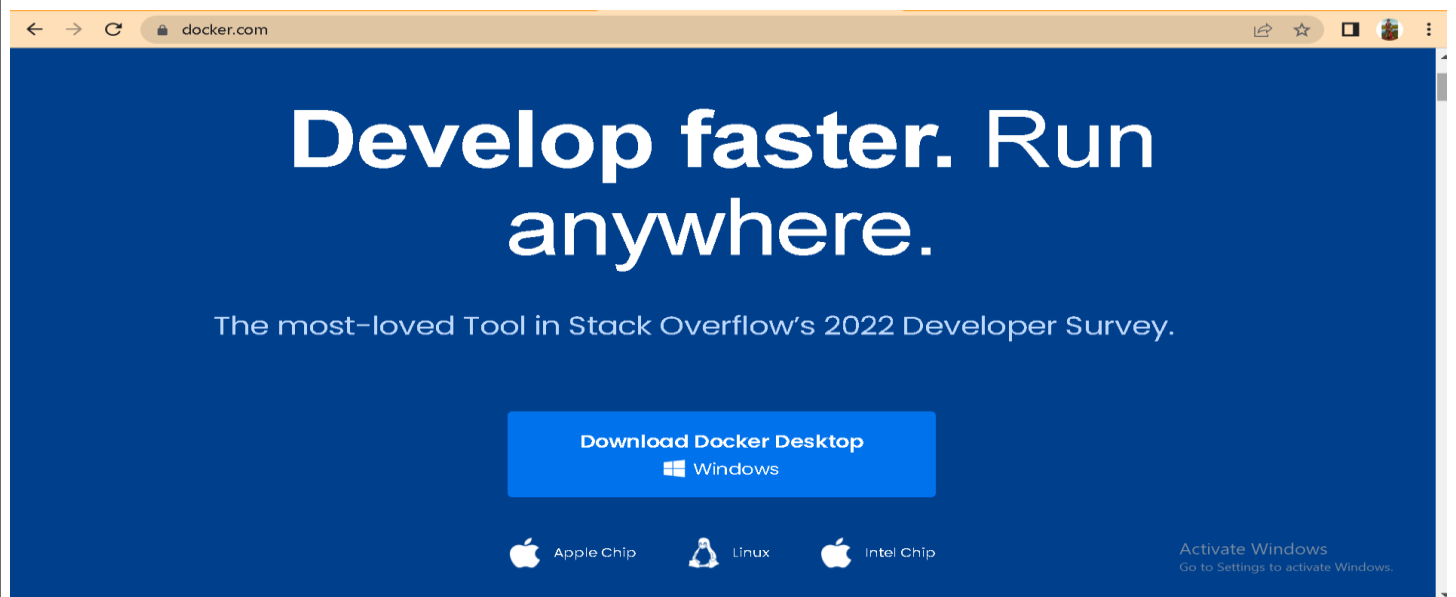 docker.com
Develop faster. Run
anywhere.
The most-loved Tool in Stack Overflow's 2022 Developer Survey.
Download Docker Desktop
Windows
Apple Chip Linux Intel Chip
Activate Windows
Go to Settings to activate Windows.